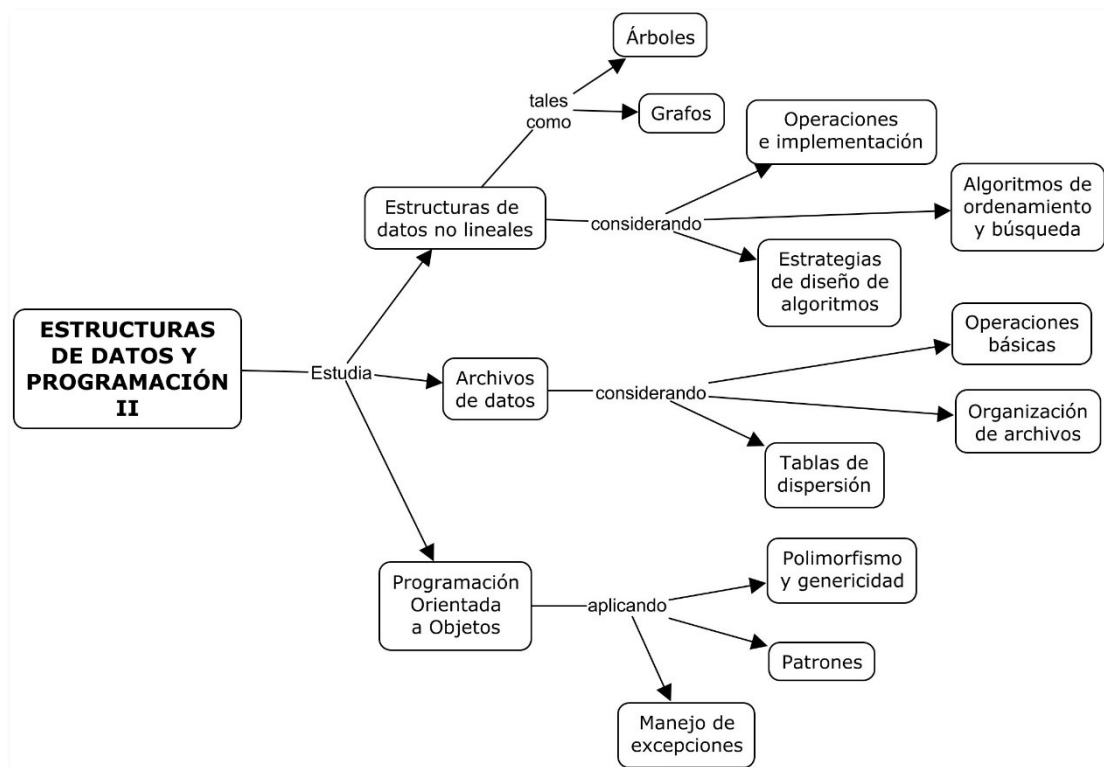 Árboles
tales
como
Grafos
Operaciones
e implementación
Estructuras de
datos no lineales
considerando
Algoritmos de
ordenamiento
y búsqueda
Estrategias
de diseño de
algoritmos
ESTRUCTURAS
DE DATOS Y
PROGRAMACIÓN
II
Estudia
Archivos
de datos
considerando
Operaciones
básicas
Organización
de archivos
Tablas de
dispersión
Programación
Orientada
a Objetos
aplicando
Polimorfismo
y genericidad
Patrones
Manejo de
excepciones